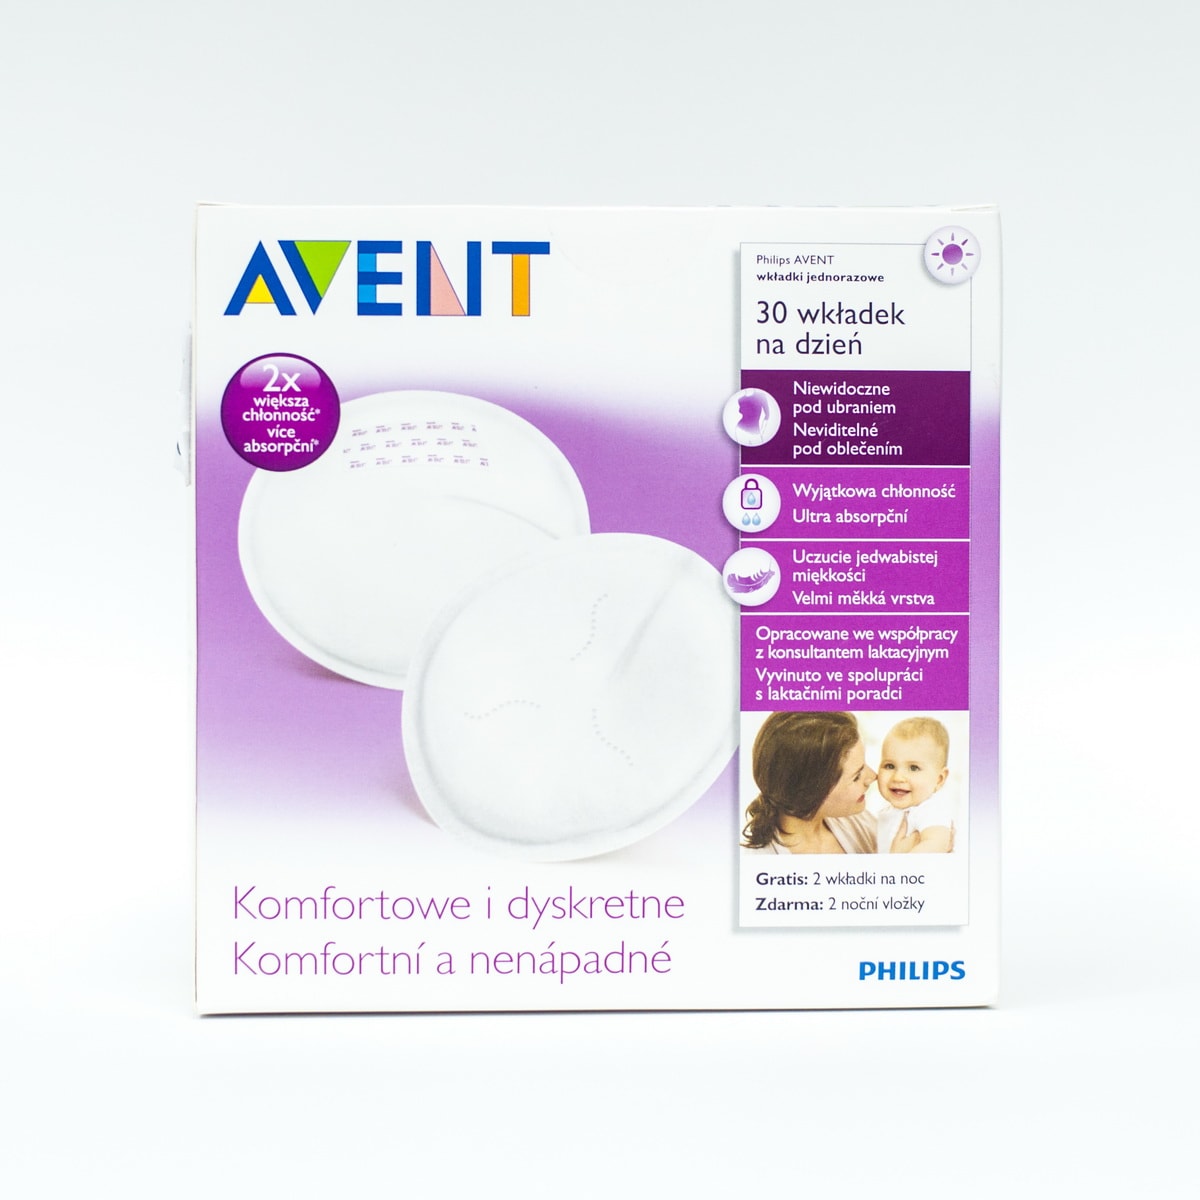 AVENT
2x
większa
chłonność*
více
absorpční*
Komfortowe i dyskretne
Komfortní a nenápadné
Philips AVENT
wkładki jednorazowe
30 wkładek
na dzień
Niewidoczne
pod ubraniem
Neviditelné
pod oblečením
Wyjątkowa chłonność
Ultra absorpční
Uczucie jedwabistej
miękkości
Velmi měkká vrstva
Opracowane we współpracy
z konsultantem laktacyjnym
Vyvinuto ve spolupráci
s laktačními poradci
Gratis: 2 wkładki na noc
Zdarma: 2 noční vložky
PHILIPS